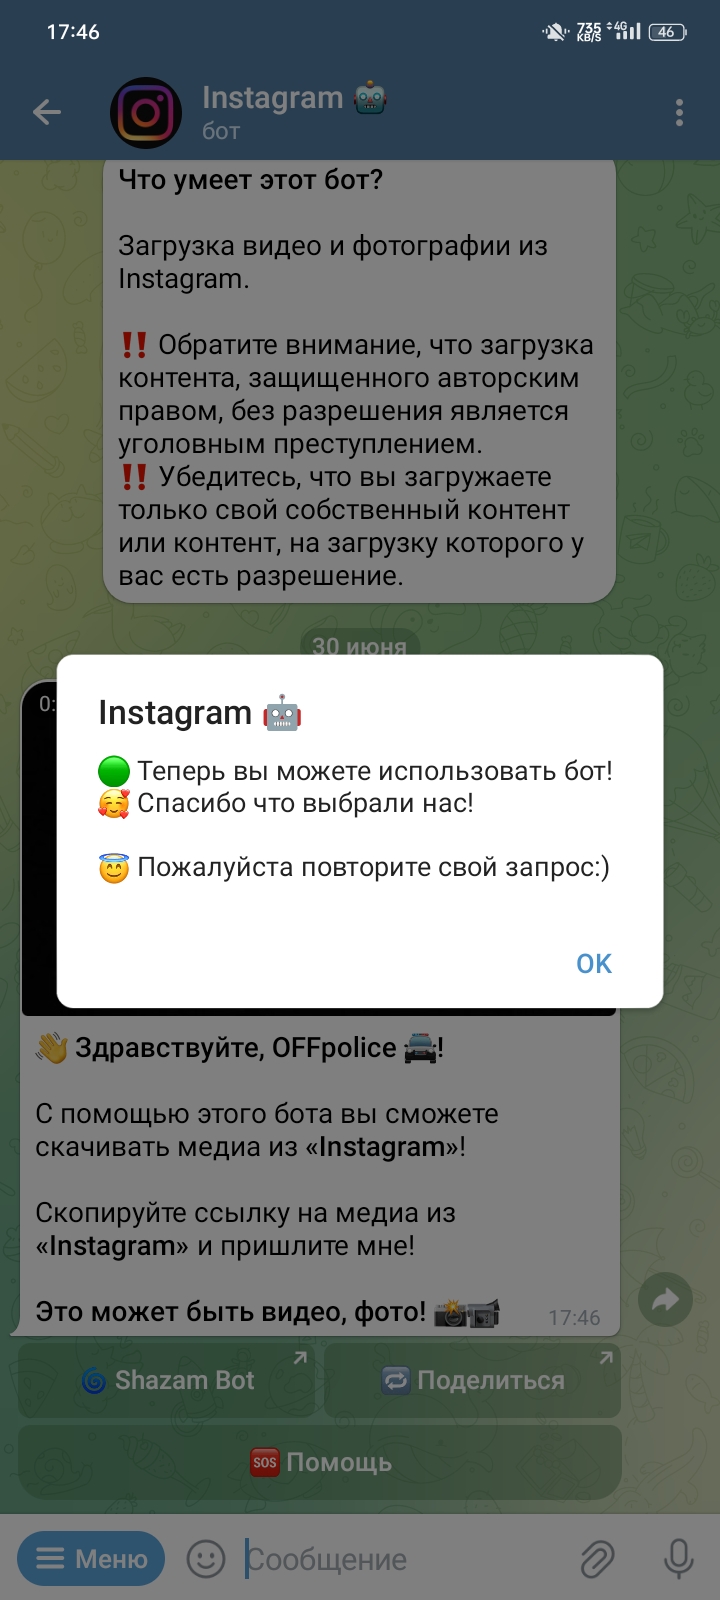 17:46
735 KB/S 4G 46
Instagram 🤖
бот
Что умеет этот бот?
Загрузка видео и фотографии из
Instagram.
‼️ Обратите внимание, что загрузка
контента, защищенного авторским
правом, без разрешения является
уголовным преступлением.
‼️ Убедитесь, что вы загружаете
только свой собственный контент
или контент, на загрузку которого у
вас есть разрешение.
30 июня
0:
Instagram 🤖
🟢 Теперь вы можете использовать бот!
🥰 Спасибо что выбрали нас!
😇 Пожалуйста повторите свой запрос:)
OK
👋 Здравствуйте, OFFpolice 🚔!
С помощью этого бота вы сможете
скачивать медиа из «Instagram»!
Скопируйте ссылку на медиа из
«Instagram» и пришлите мне!
Это может быть видео, фото! 📸📹
17:46
🌀 Shazam Bot
🔁 Поделиться
🆘 Помощь
Меню
Сообщение